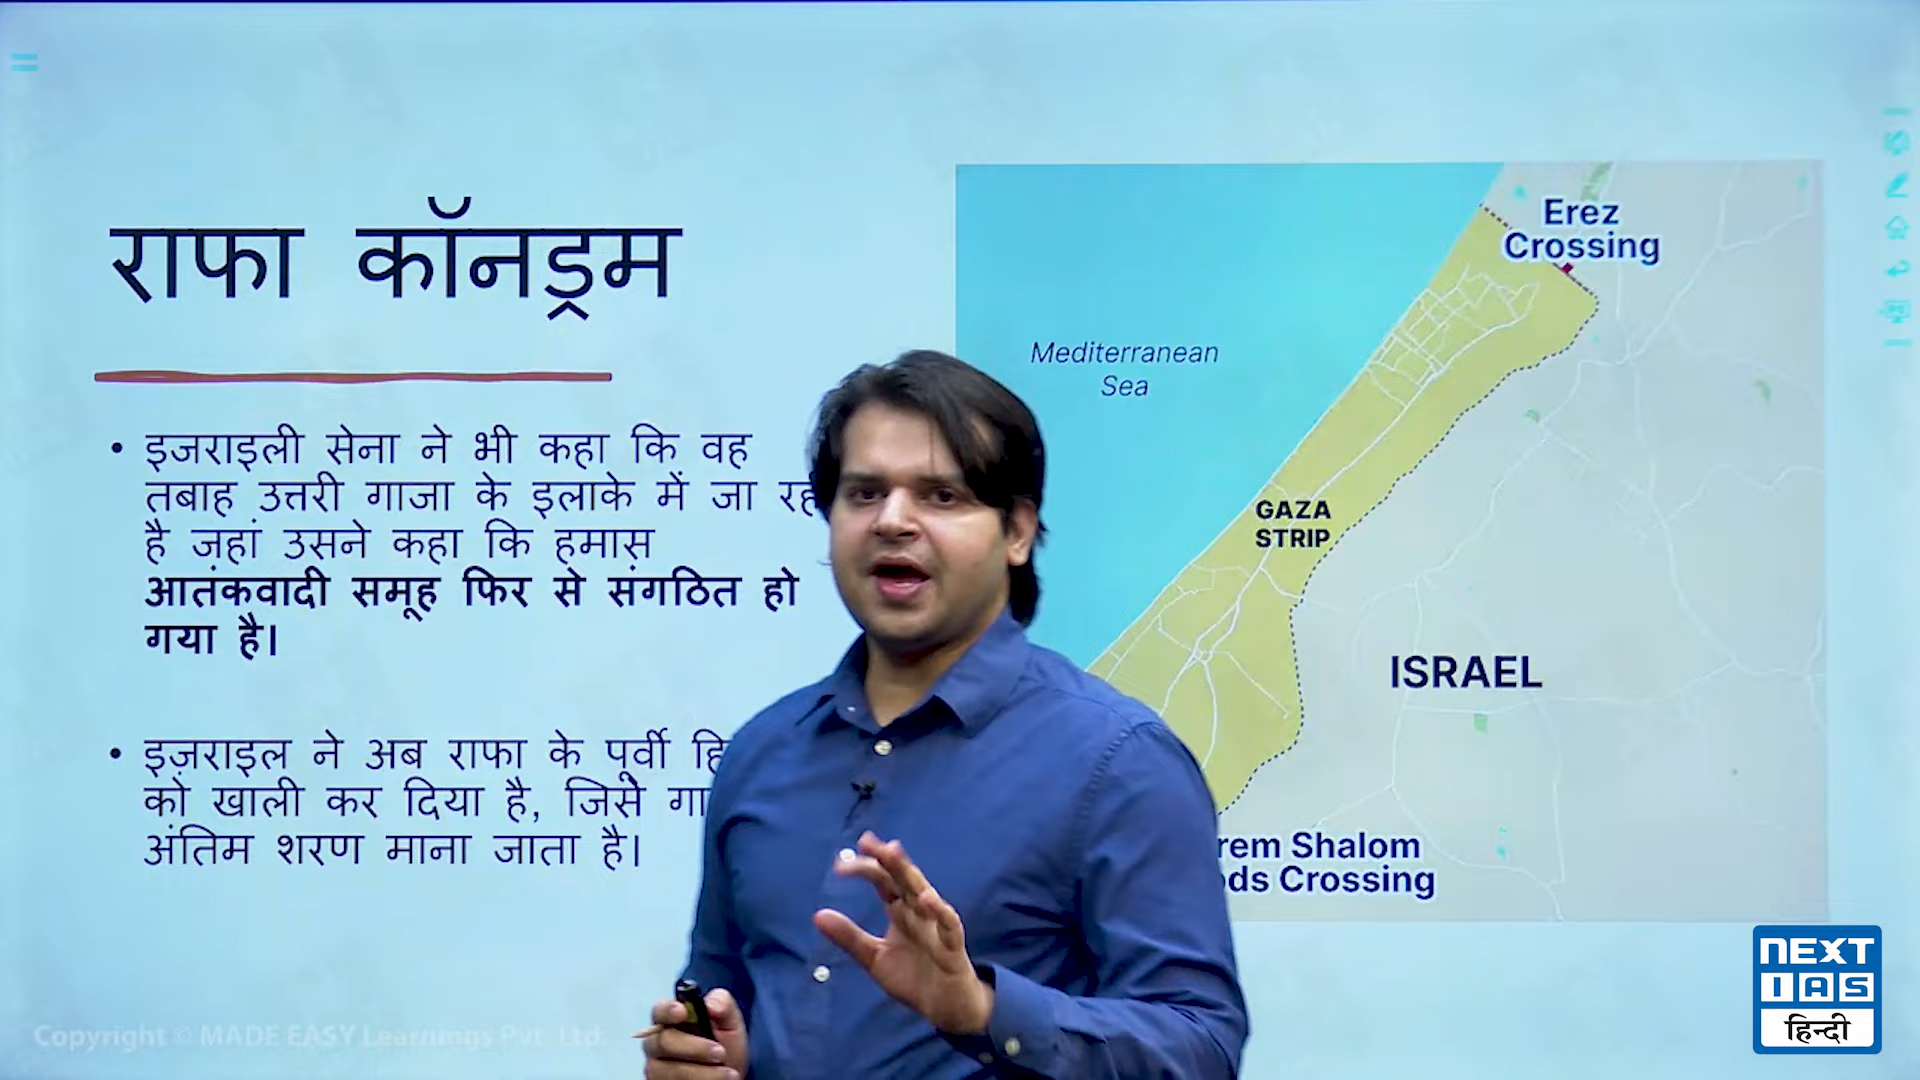 राफा कॉनड्रम
• इजराइली सेना ने भी कहा कि वह
तबाह उत्तरी गाजा के इलाके में जा
है जहां उसने कहा कि हमास
आतंकवादी समूह फिर से संगठित हो
गया है।
• इज़राइल ने अब राफा के पूर्वी
को खाली कर दिया है, जिसे
अंतिम शरण माना जाता है।
Erez
Crossing
Mediterranean
Sea
GAZA
STRIP
ISRAEL
Shalom
Crossing
Copyright © MADE EASY Learnings Pvt. Ltd.
NEXT
IAS
हिन्दी